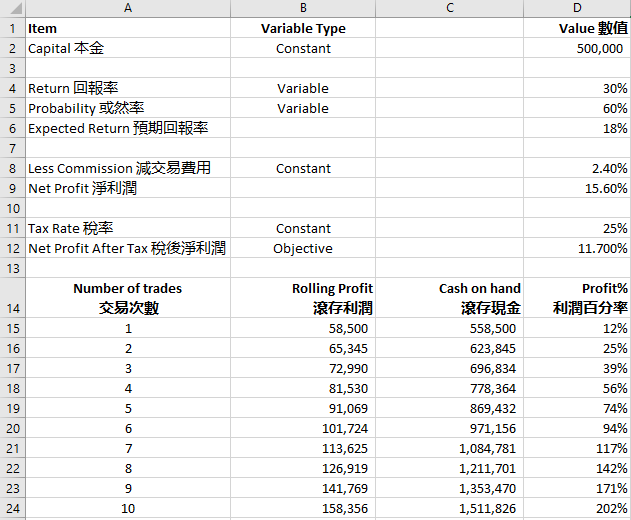 A B C D
1 Item Variable Type Value 數值
2 Capital 本金 Constant 500,000
3
4 Return 回報率 Variable 30%
5 Probability 或然率 Variable 60%
6 Expected Return 預期回報率 18%
7
8 Less Commission 減交易費用 Constant 2.40%
9 Net Profit 淨利潤 15.60%
10
11 Tax Rate 稅率 Constant 25%
12 Net Profit After Tax 稅後淨利潤 Objective 11.700%
13
Number of trades Rolling Profit Cash on hand Profit%
14 交易次數 滾存利潤 滾存現金 利潤百分率
15 1 58,500 558,500 12%
16 2 65,345 623,845 25%
17 3 72,990 696,834 39%
18 4 81,530 778,364 56%
19 5 91,069 869,432 74%
20 6 101,724 971,156 94%
21 7 113,625 1,084,781 117%
22 8 126,919 1,211,701 142%
23 9 141,769 1,353,470 171%
24 10 158,356 1,511,826 202%